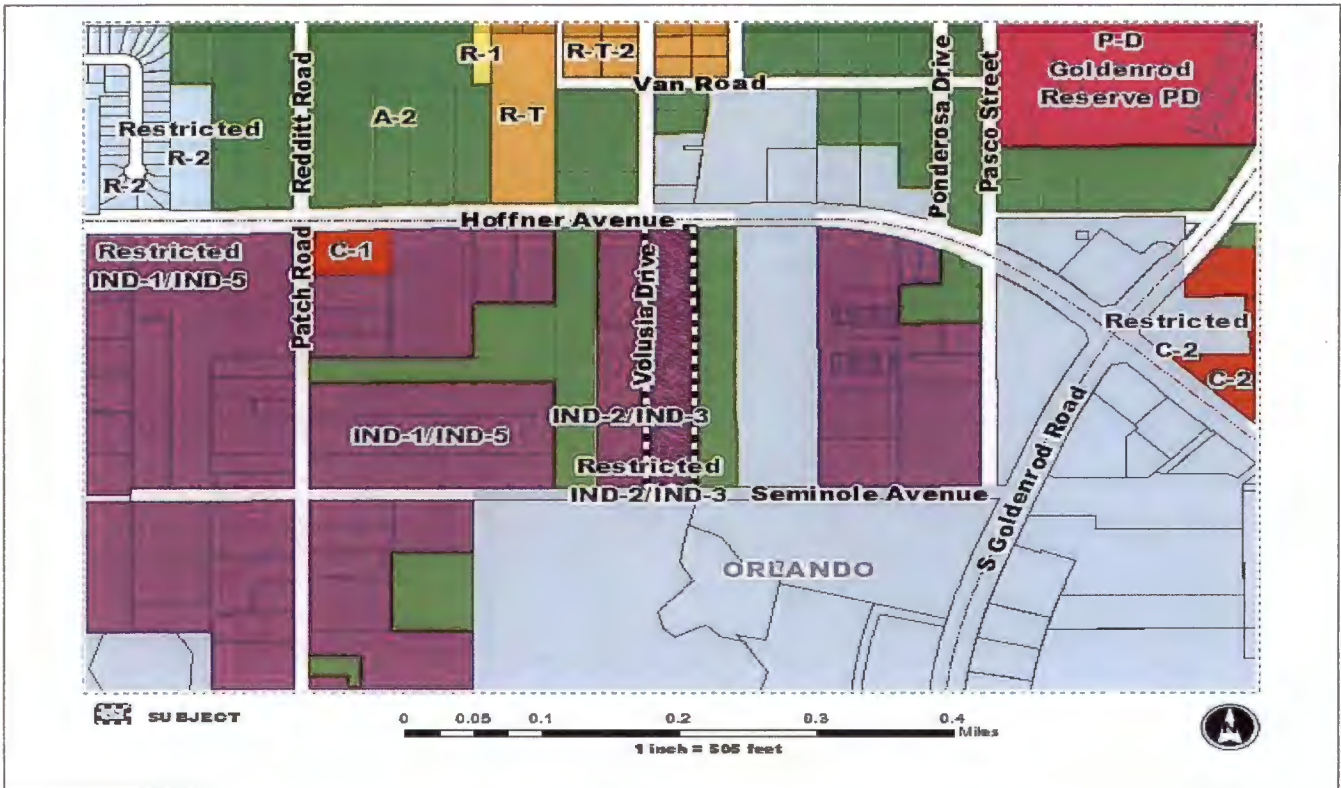 R-1
R-T-2
P-D
Goldenrod
Reserve PD
Van Road
Restricted
R-2
R-2
Redditt Road
A-2
R-T
Ponderosa Drive
Pasco Street
Hoffner Avenue
Restricted
IND-1/IND-5
C-1
Patch Road
Volusia Drive
Restricted
C-2
C-2
IND-2/IND-3
IND-1/IND-5
Restricted
IND-2/IND-3
Seminole Avenue
S Goldenrod Road
ORLANDO
SUBJECT
0 0.05 0.1 0.2 0.3 0.4
Miles
1 inch = 505 feet
N